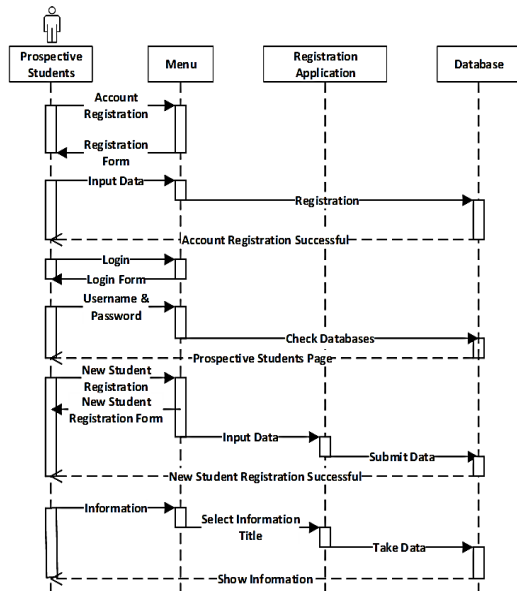 Prospective
Students
Menu
Registration
Application
Database
Account
Registration
Registration
Form
Input Data
Registration
Account Registration Successful
Login
Login Form
Username &
Password
Check Databases
Prospective Students Page
New Student
Registration
New Student
Registration Form
Input Data
Submit Data
New Student Registration Successful
Information
Select Information
Title
Take Data
Show Information